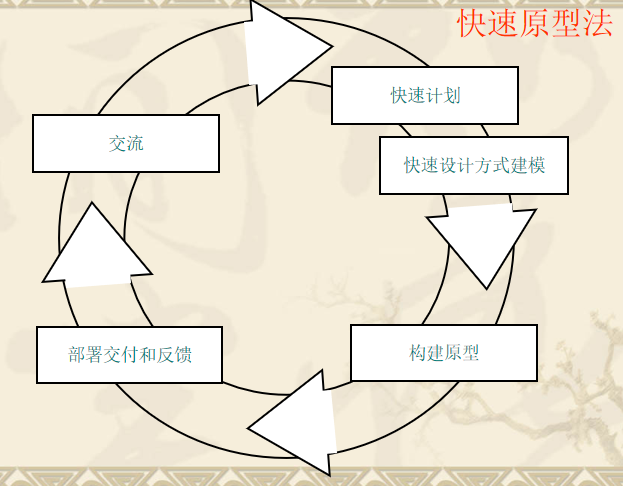 快速原型法
快速计划
交流
快速设计方式建模
部署交付和反馈
构建原型